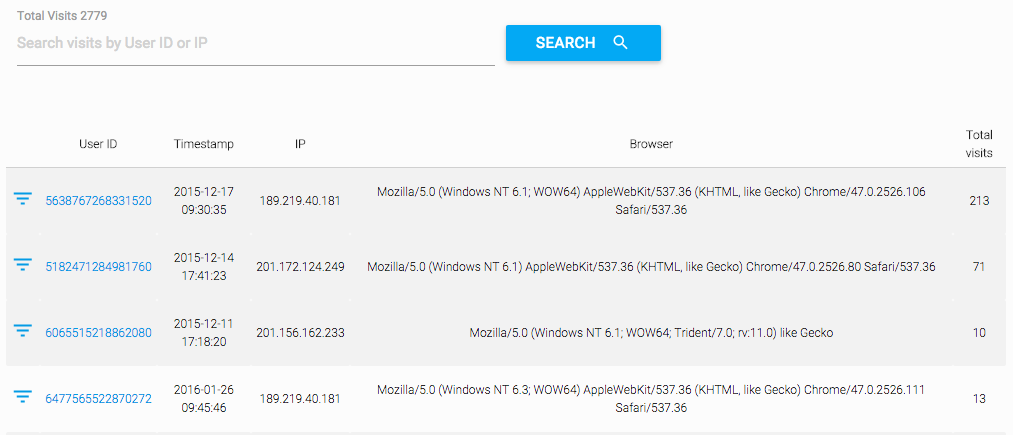 Total Visits 2779
Search visits by User ID or IP
SEARCH
User ID Timestamp IP Browser Total visits
5638767268331520 2015-12-17 09:30:35 189.219.40.181 Mozilla/5.0 (Windows NT 6.1; WOW64) AppleWebKit/537.36 (KHTML, like Gecko) Chrome/47.0.2526.106 Safari/537.36 213
5182471284981760 2015-12-14 17:41:23 201.172.124.249 Mozilla/5.0 (Windows NT 6.1) AppleWebKit/537.36 (KHTML, like Gecko) Chrome/47.0.2526.80 Safari/537.36 71
6065515218862080 2015-12-11 17:18:20 201.156.162.233 Mozilla/5.0 (Windows NT 6.1; WOW64; Trident/7.0; rv:11.0) like Gecko 10
6477565522870272 2016-01-26 09:45:46 189.219.40.181 Mozilla/5.0 (Windows NT 6.3; WOW64) AppleWebKit/537.36 (KHTML, like Gecko) Chrome/47.0.2526.111 Safari/537.36 13